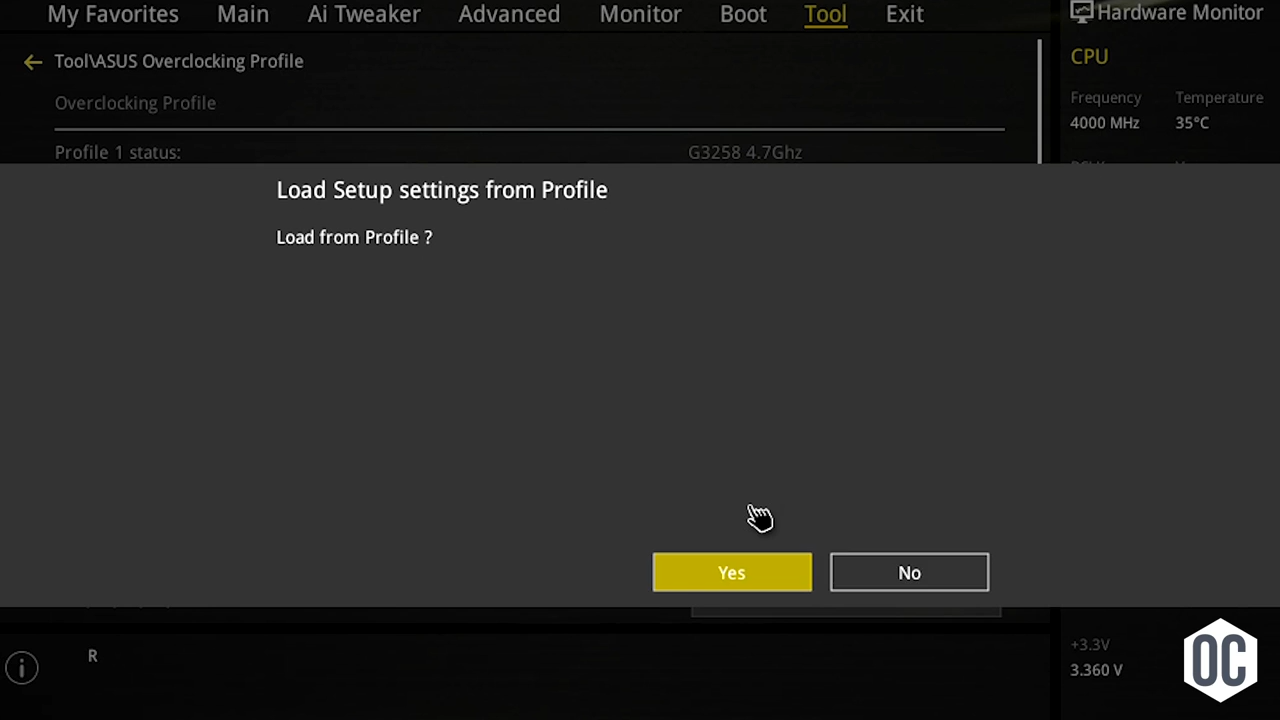 My Favorites Main Ai Tweaker Advanced Monitor Boot Tool Exit Hardware Monitor
Tool\ASUS Overclocking Profile
CPU
Overclocking Profile
Frequency Temperature
4000 MHz 35°C
Profile 1 status: G3258 4.7Ghz
Load Setup settings from Profile
Load from Profile ?
Yes No
R
+3.3V
3.360 V
OC